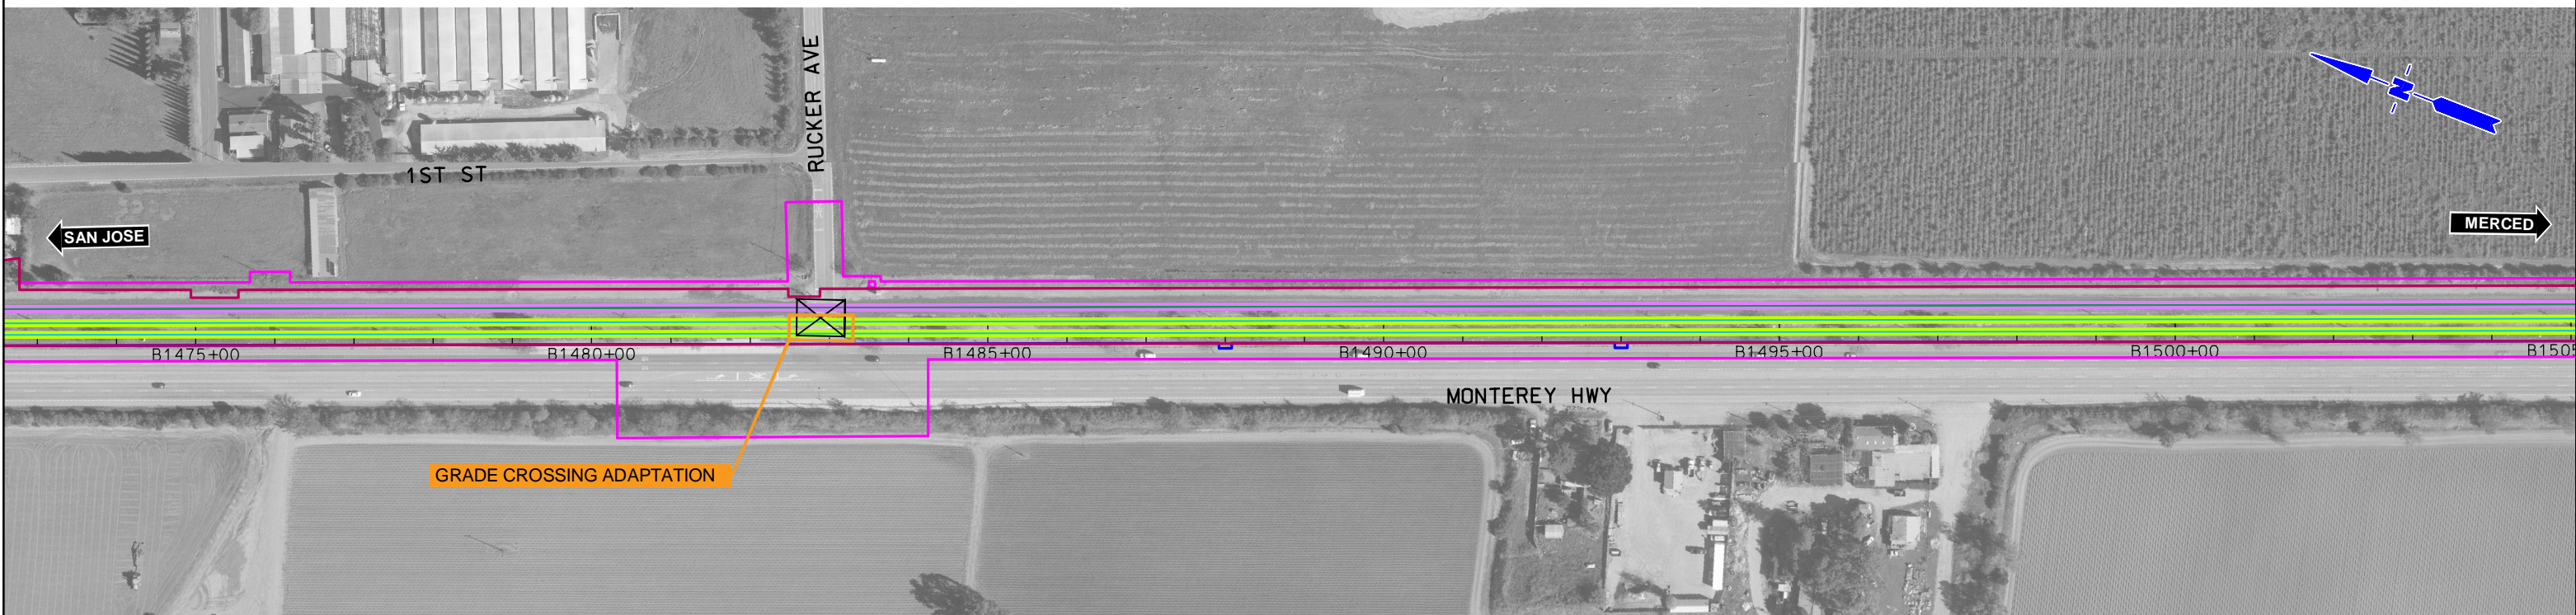 RUCKER AVE
N
1ST ST
SAN JOSE
MERCED
B1475+00
B1480+00
B1485+00
B1490+00
B1495+00
B1500+00
B1505
MONTEREY HWY
GRADE CROSSING ADAPTATION